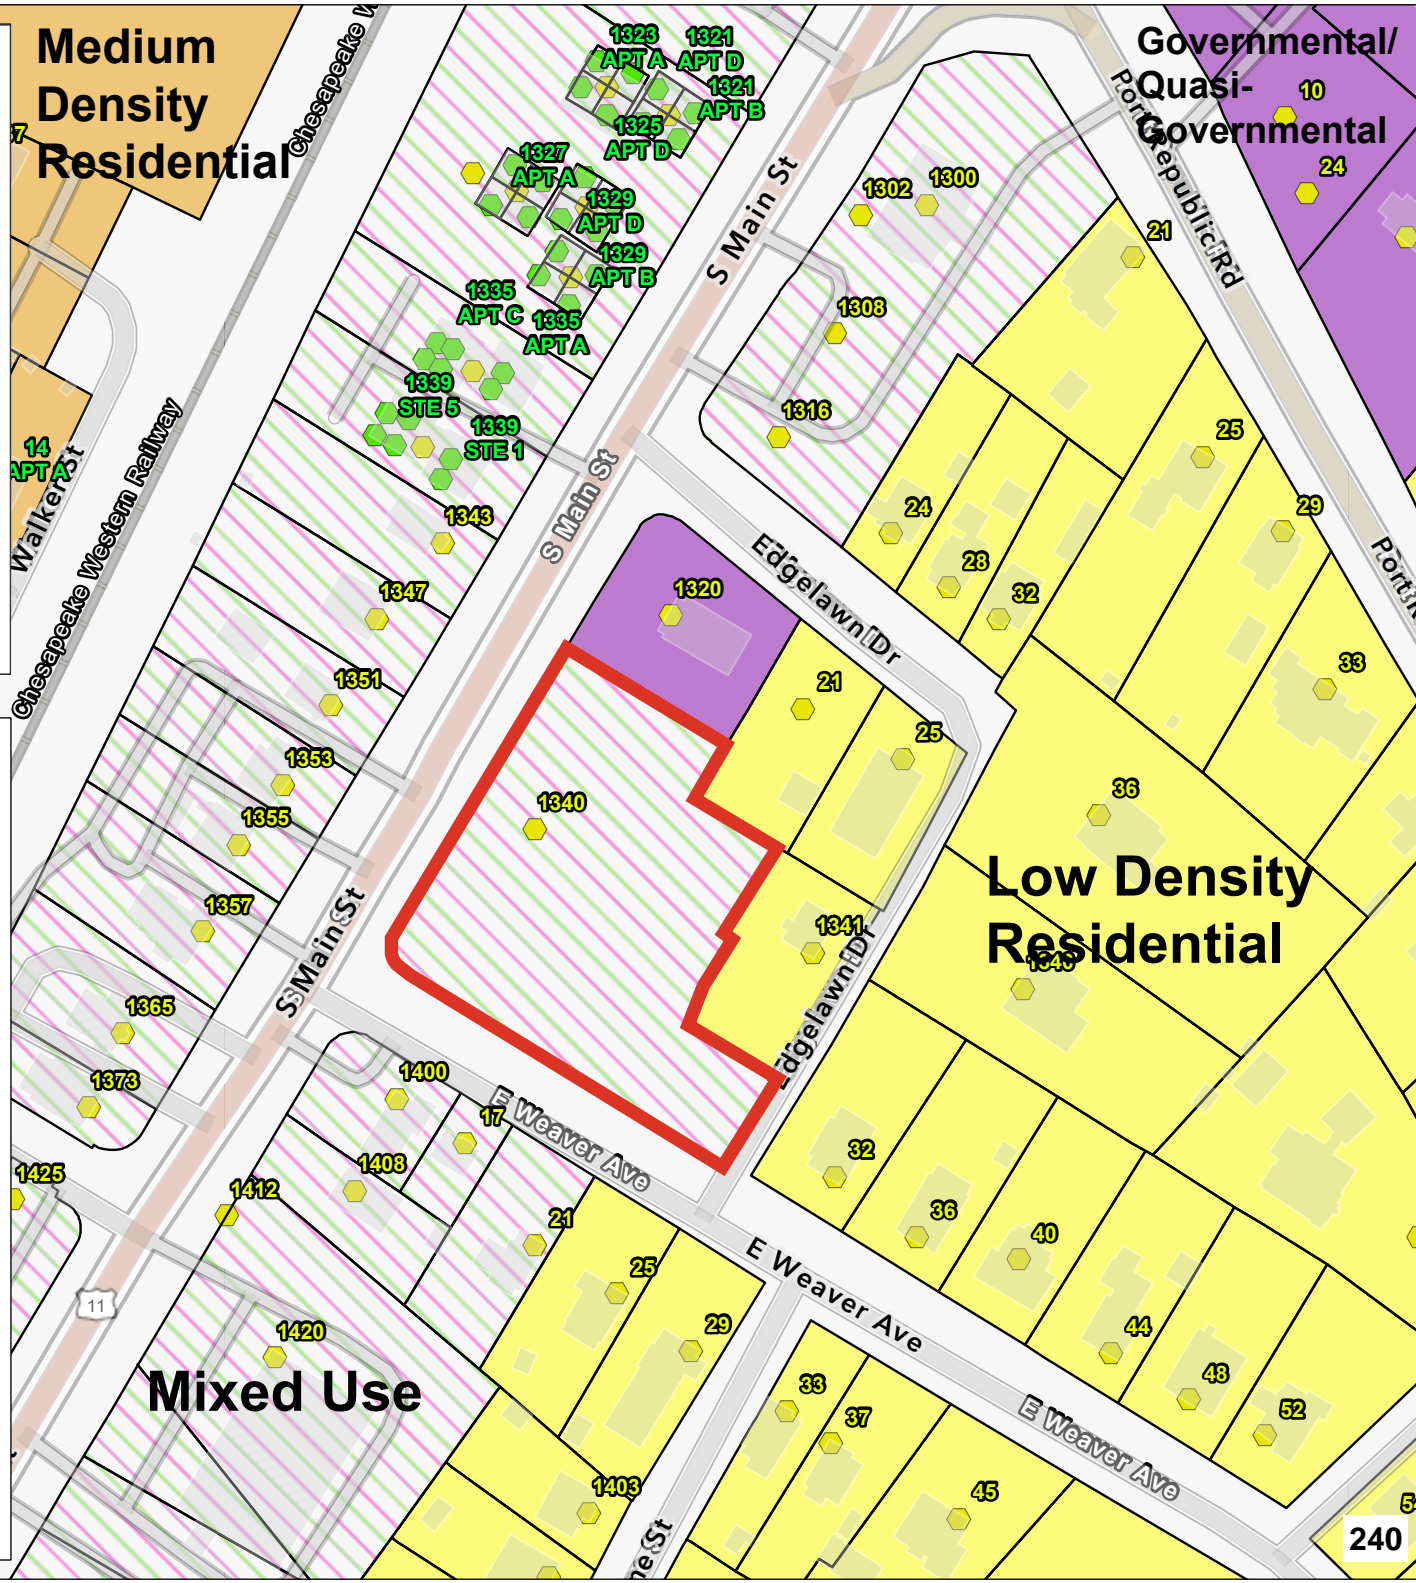 Medium
Density
Residential
Chesapeake W
1323
APT A
1321
APT D
1321
APT B
1325
APT D
1327
APT A
1329
APT D
1329
APT B
1335
APT C
1335
APT A
1339
STE 5
1339
STE 1
Governmental/
Quasi-
Governmental
10
24
Port Republic Rd
S Main St
1302
1300
1308
1316
21
25
29
33
24
28
32
14
APT A
Walker St
Chesapeake Western Railway
S Main St
Edgelawn Dr
1343
1347
1351
1353
1355
1357
1365
1373
1320
21
25
1340
1341
36
Low Density
Residential
1340
Edgelawn Dr
S Main St
E Weaver Ave
1400
17
1408
1412
1425
21
25
29
11
1420
Mixed Use
32
36
40
44
48
52
E Weaver Ave
E Weaver Ave
33
37
45
1403
240